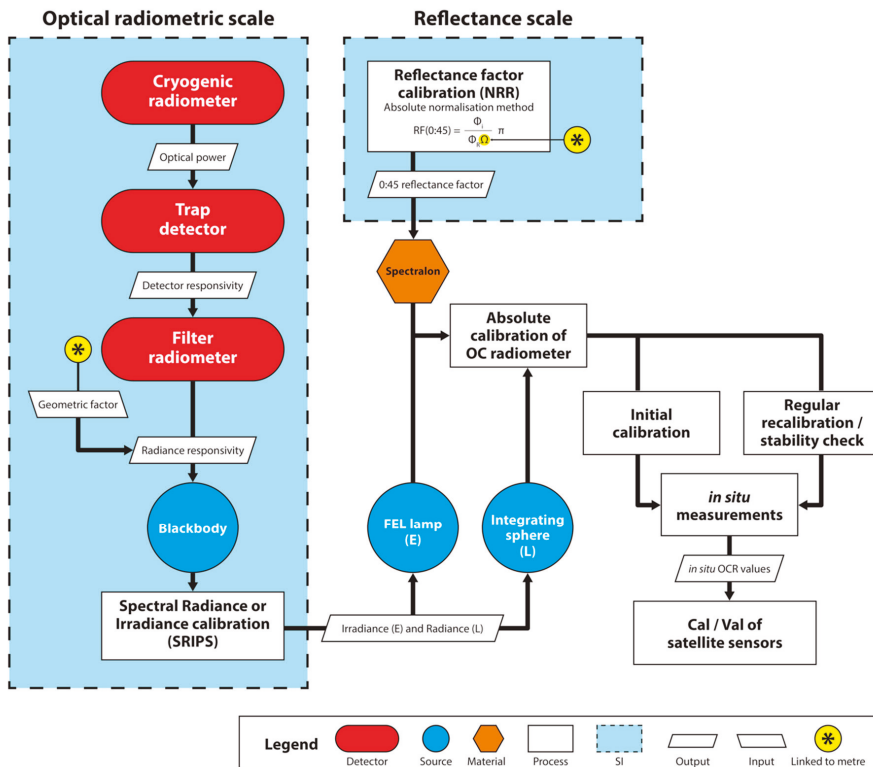 Optical radiometric scale
Cryogenic
radiometer
Optical power
Trap
detector
Detector responsivity
Filter
radiometer
*
Geometric factor
Radiance responsivity
Blackbody
Spectral Radiance or
Irradiance calibration
(SRIPS)
Reflectance scale
Reflectance factor
calibration (NRR)
Absolute normalisation method
RF(0:45) = Φi / ΦRΩ π
*
0:45 reflectance factor
Spectralon
Absolute
calibration of
OC radiometer
Initial
calibration
Regular
recalibration /
stability check
FEL lamp
(E)
Integrating
sphere
(L)
in situ
measurements
in situ OCR values
Irradiance (E) and Radiance (L)
Cal / Val of
satellite sensors
Legend
Detector
Source
Material
Process
SI
Output
Input
*
Linked to metre